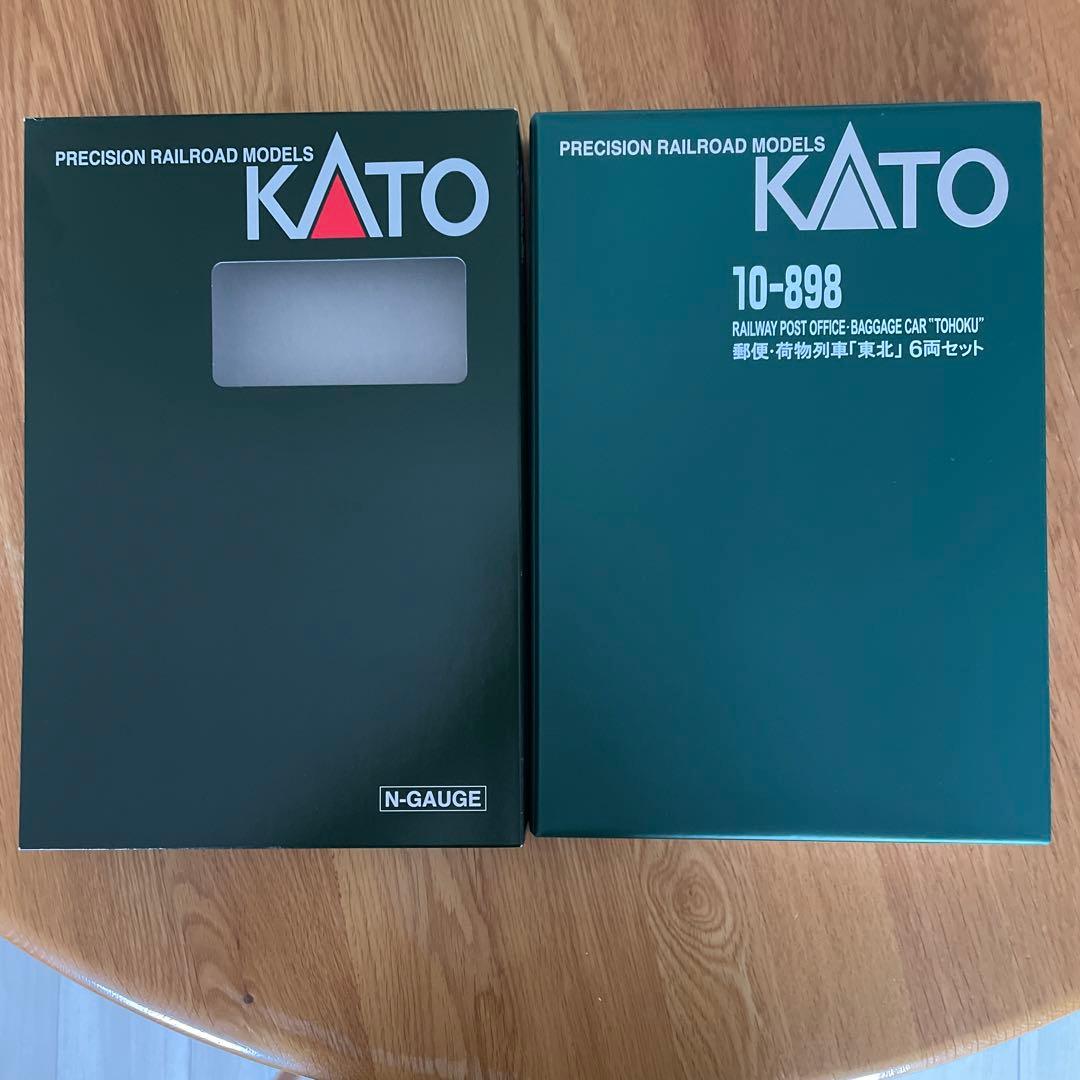 PRECISION RAILROAD MODELS
KATO
N-GAUGE
PRECISION RAILROAD MODELS
KATO
10-898
RAILWAY POST OFFICE·BAGGAGE CAR "TOHOKU"
郵便·荷物列車「東北」6両セット